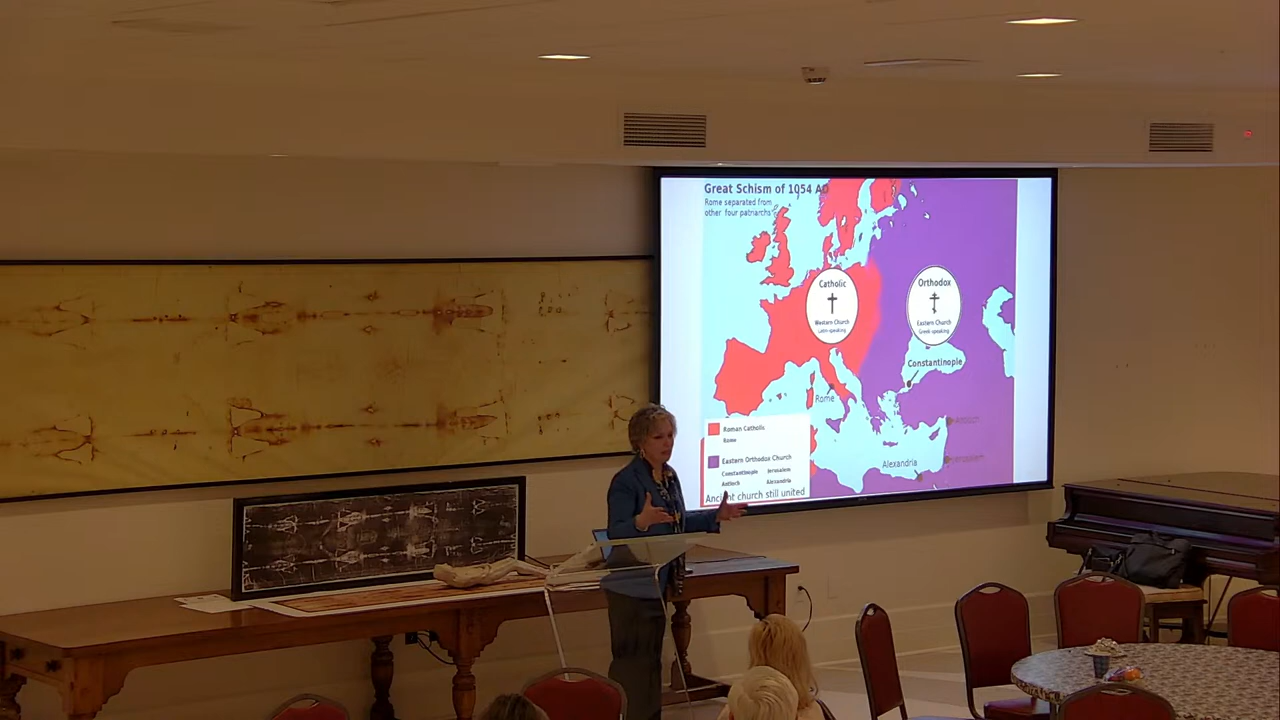 Great Schism of 1054 AD
Rome separated from
other four patriarchs
Catholic
Western Church
Latin-speaking
Orthodox
Eastern Church
Greek-speaking
Constantinople
Rome
Antioch
Jerusalem
Alexandria
Roman Catholic
Rome
Eastern Orthodox Church
Constantinople Jerusalem
Antioch Alexandria
Ancient church still united